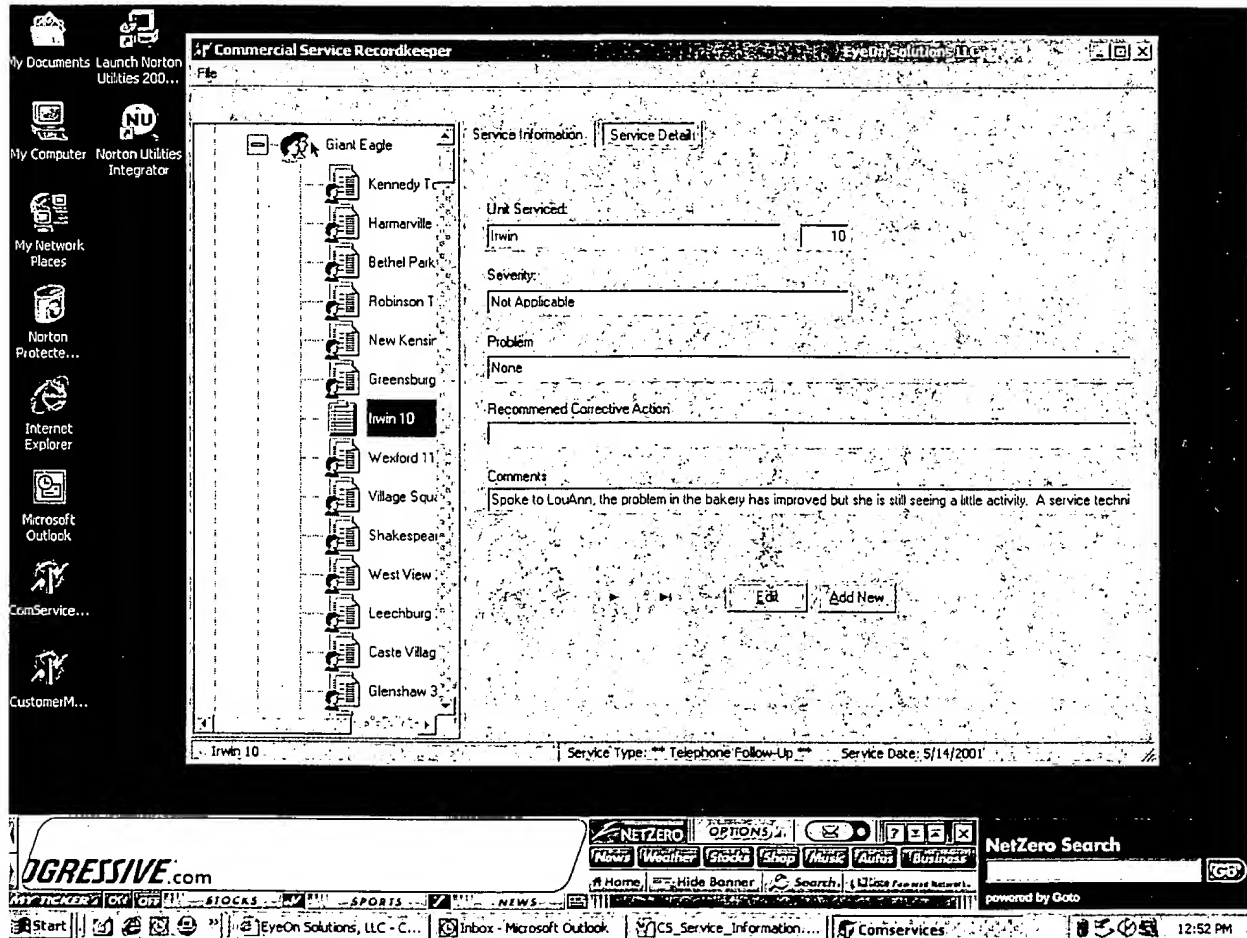 My Documents
Launch Norton
Utilities 200...
My Computer
NU
Norton Utilities
Integrator
My Network
Places
Norton
Protecte...
Internet
Explorer
Microsoft
Outlook
ComService...
CustomerM...
Commercial Service Recordkeeper
EyeOn Solutions LLC
File
Giant Eagle
Kennedy T
Harmarville
Bethel Park
Robinson T
New Kensin
Greensburg
Irwin 10
Wexford 11
Village Squa
Shakespear
West View
Leechburg
Caste Villag
Glenshaw 3
Service Information
Service Detail
Unit Serviced:
Irwin
10
Severity:
Not Applicable
Problem
None
Recommened Corrective Action
Comments
Spoke to LouAnn, the problem in the bakery has improved but she is still seeing a little activity. A service techni
Edit
Add New
Irwin 10
Service Type: ** Telephone Follow-Up **
Service Date: 5/14/2001
OGRESSIVE.com
NETZERO
OPTIONS
News Weather Stocks Shop Music Autos Business
Home Hide Banner Search
NetZero Search
GO
powered by Goto
MY TICKER
ON OFF
STOCKS
SPORTS
NEWS
Start
EyeOn Solutions, LLC - C...
Inbox - Microsoft Outlook
CS_Service_Information....
Comservices
12:52 PM